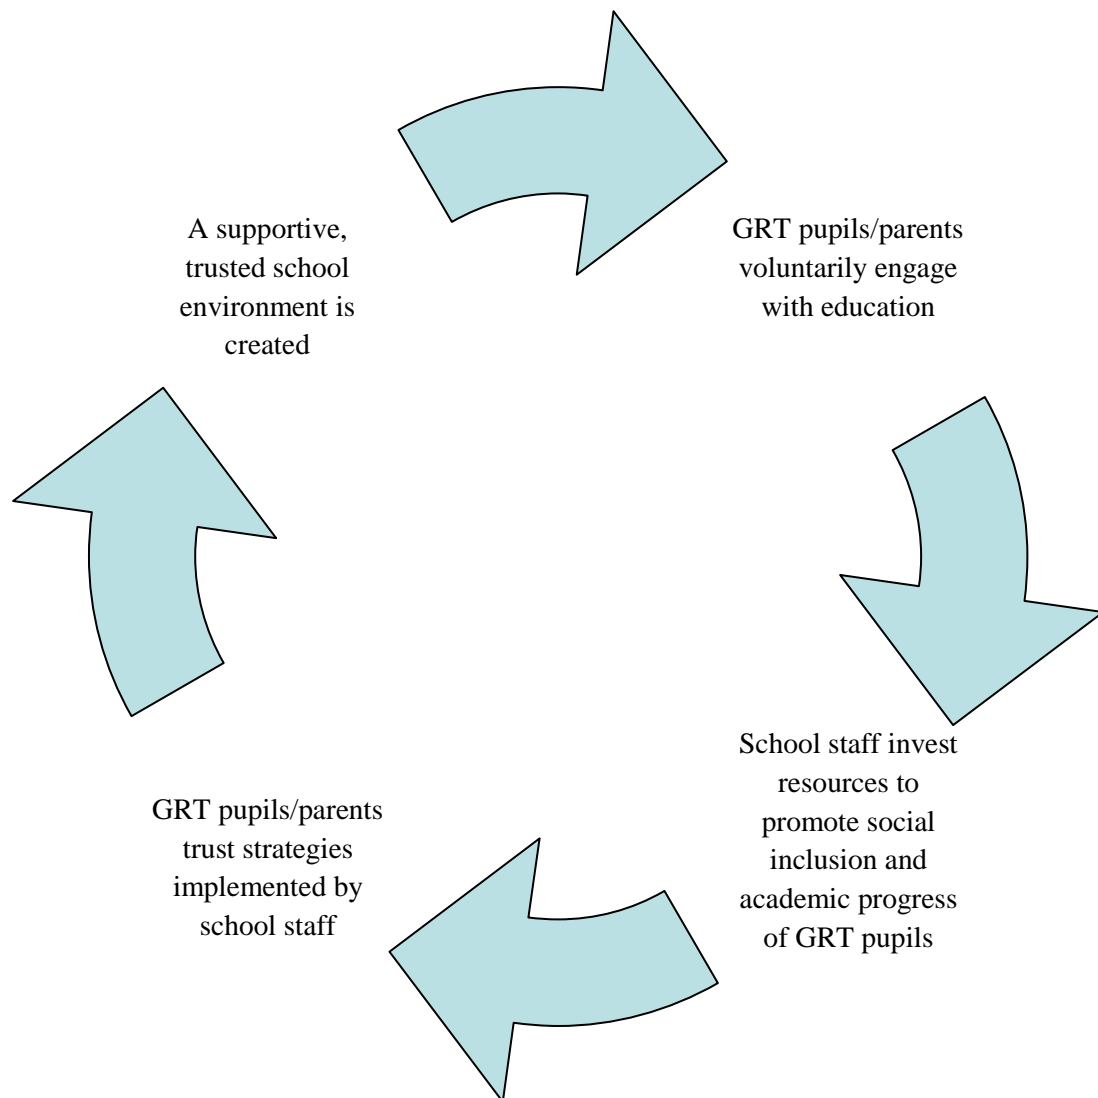 A supportive,
trusted school
environment is
created
GRT pupils/parents
voluntarily engage
with education
School staff invest
resources to
promote social
inclusion and
academic progress
of GRT pupils
GRT pupils/parents
trust strategies
implemented by
school staff